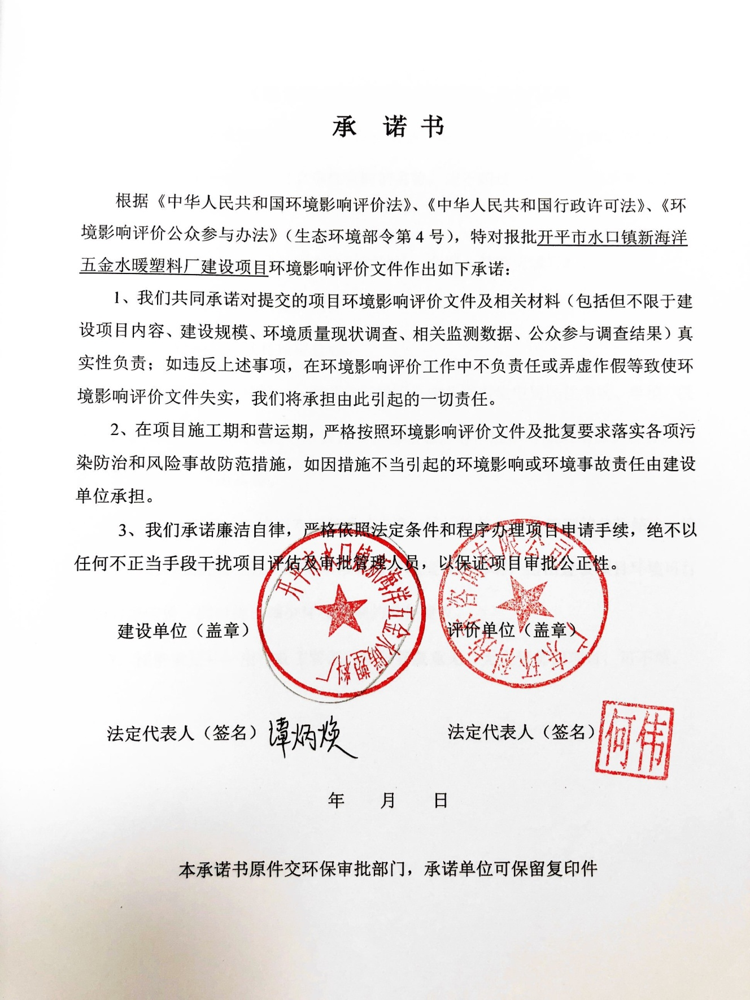 承 诺 书
根据《中华人民共和国环境影响评价法》、《中华人民共和国行政许可法》、《环
境影响评价公众参与办法》（生态环境部令第 4 号），特对报批开平市水口镇新海洋
五金水暖塑料厂建设项目环境影响评价文件作出如下承诺：
1、我们共同承诺对提交的项目环境影响评价文件及相关材料（包括但不限于建
设项目内容、建设规模、环境质量现状调查、相关监测数据、公众参与调查结果）真
实性负责；如违反上述事项，在环境影响评价工作中不负责任或弄虚作假等致使环
境影响评价文件失实，我们将承担由此引起的一切责任。
2、在项目施工期和营运期，严格按照环境影响评价文件及批复要求落实各项污
染防治和风险事故防范措施，如因措施不当引起的环境影响或环境事故责任由建设
单位承担。
3、我们承诺廉洁自律，严格依照法定条件和程序办理项目申请手续，绝不以
任何不正当手段干扰项目评估及审批管理人员，以保证项目审批公正性。
开平市水口镇新海洋五金水暖塑料厂
广东环科技术咨询有限公司
建设单位（盖章） 评价单位（盖章）
法定代表人（签名）谭炳焕 法定代表人（签名）何伟
年 月 日
本承诺书原件交环保审批部门，承诺单位可保留复印件